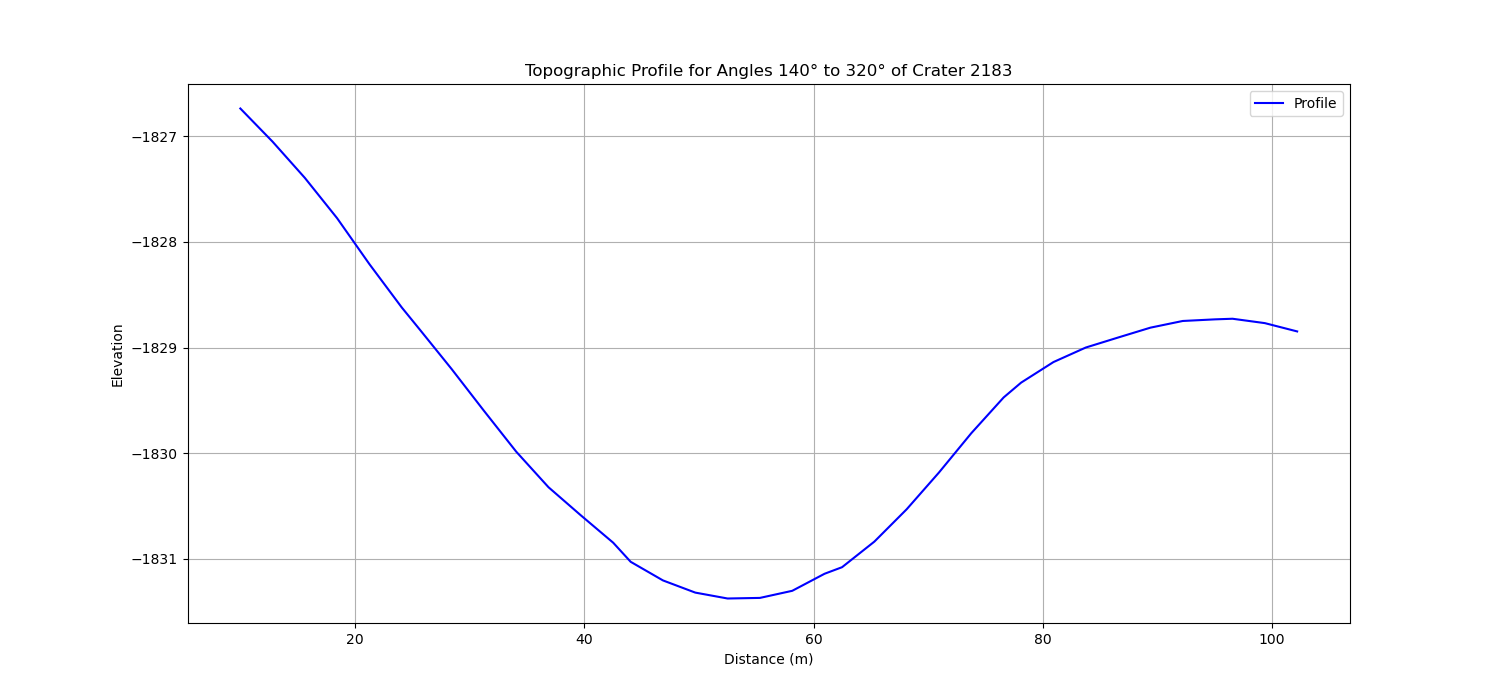 Topographic Profile for Angles 140° to 320° of Crater 2183
Profile
−1827
−1828
−1829
−1830
−1831
Elevation
20 40 60 80 100
Distance (m)